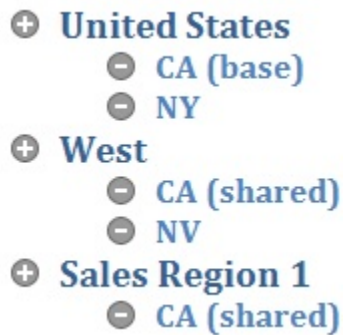 United States
CA (base)
NY
West
CA (shared)
NV
Sales Region 1
CA (shared)